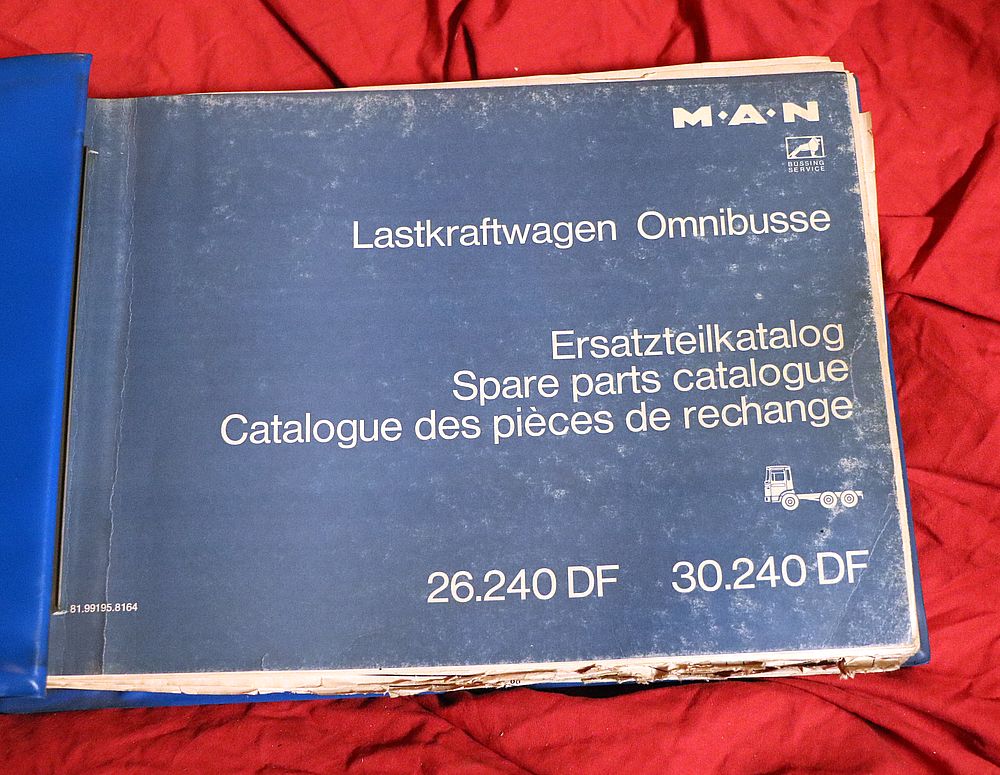 M·A·N
BÜSSING
SERVICE
Lastkraftwagen Omnibusse
Ersatzteilkatalog
Spare parts catalogue
Catalogue des pièces de rechange
26.240 DF 30.240 DF
81.99195.8164